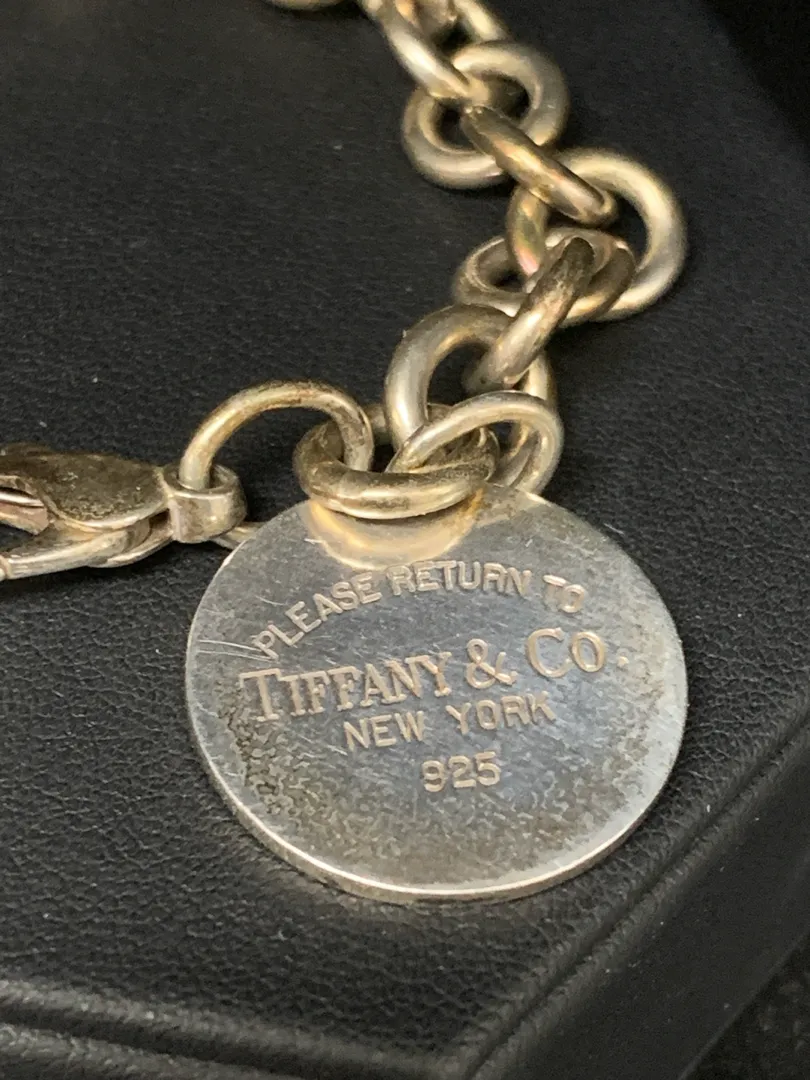 PLEASE RETURN TO
TIFFANY & CO.
NEW YORK
925